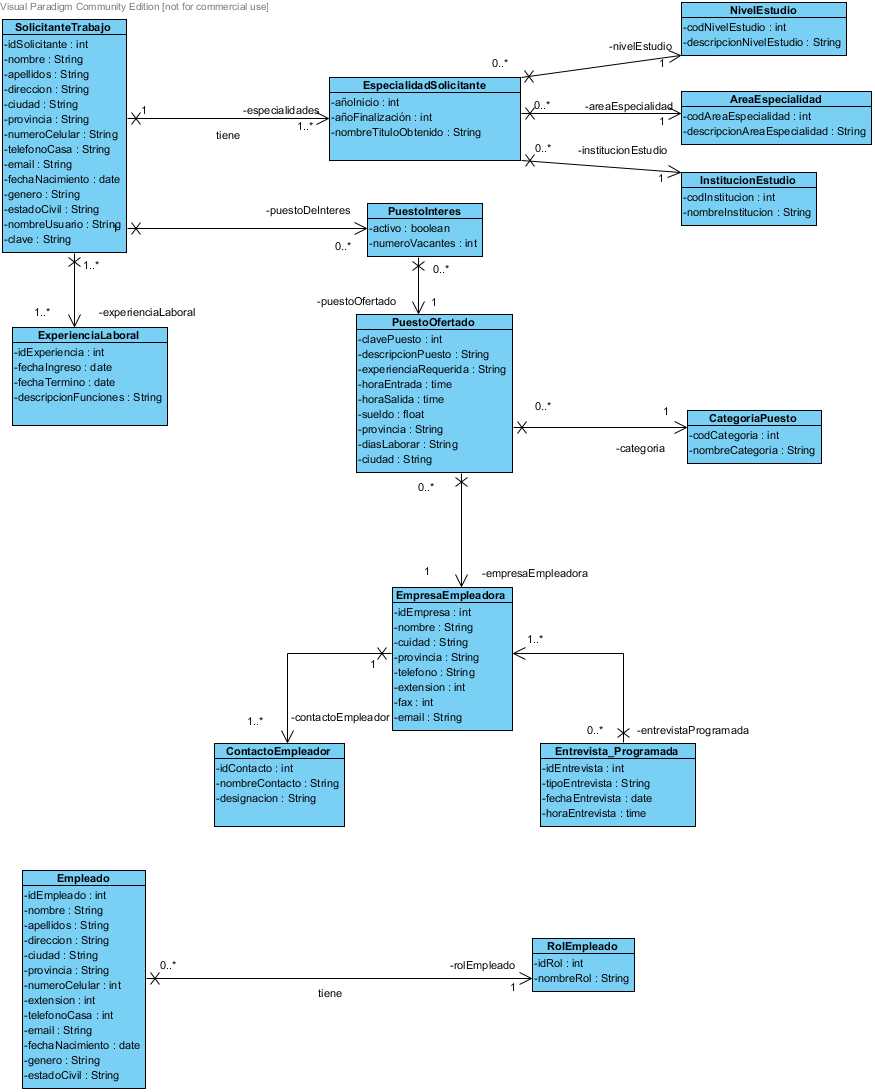 Visual Paradigm Community Edition [not for commercial use]
SolicitanteTrabajo
-idSolicitante : int
-nombre : String
-apellidos : String
-direccion : String
-ciudad : String
-provincia : String
-numeroCelular : String
-telefonoCasa : String
-email : String
-fechaNacimiento : date
-genero : String
-estadoCivil : String
-nombreUsuario : String
-clave : String
1
-especialidades
1..*
tiene
EspecialidadSolicitante
-añoInicio : int
-añoFinalización : int
-nombreTituloObtenido : String
0..*
-nivelEstudio
1
NivelEstudio
-codNivelEstudio : int
-descripcionNivelEstudio : String
0..*
-areaEspecialidad
1
AreaEspecialidad
-codAreaEspecialidad : int
-descripcionAreaEspecialidad : String
0..*
-institucionEstudio
1
InstitucionEstudio
-codInstitucion : int
-nombreInstitucion : String
-puestoDeInteres
0..*
PuestoInteres
-activo : boolean
-numeroVacantes : int
0..*
-puestoOfertado
1
1..*
1..*
-experienciaLaboral
ExperienciaLaboral
-idExperiencia : int
-fechaIngreso : date
-fechaTermino : date
-descripcionFunciones : String
PuestoOfertado
-clavePuesto : int
-descripcionPuesto : String
-experienciaRequerida : String
-horaEntrada : time
-horaSalida : time
-sueldo : float
-provincia : String
-diasLaborar : String
-ciudad : String
0..*
1
-categoria
CategoriaPuesto
-codCategoria : int
-nombreCategoria : String
0..*
1
-empresaEmpleadora
EmpresaEmpleadora
-idEmpresa : int
-nombre : String
-cuidad : String
-provincia : String
-telefono : String
-extension : int
-fax : int
-email : String
1
1..*
-contactoEmpleador
1..*
0..*
-entrevistaProgramada
ContactoEmpleador
-idContacto : int
-nombreContacto : String
-designacion : String
Entrevista_Programada
-idEntrevista : int
-tipoEntrevista : String
-fechaEntrevista : date
-horaEntrevista : time
Empleado
-idEmpleado : int
-nombre : String
-apellidos : String
-direccion : String
-ciudad : String
-provincia : String
-numeroCelular : int
-extension : int
-telefonoCasa : int
-email : String
-fechaNacimiento : date
-genero : String
-estadoCivil : String
0..*
-rolEmpleado
1
tiene
RolEmpleado
-idRol : int
-nombreRol : String